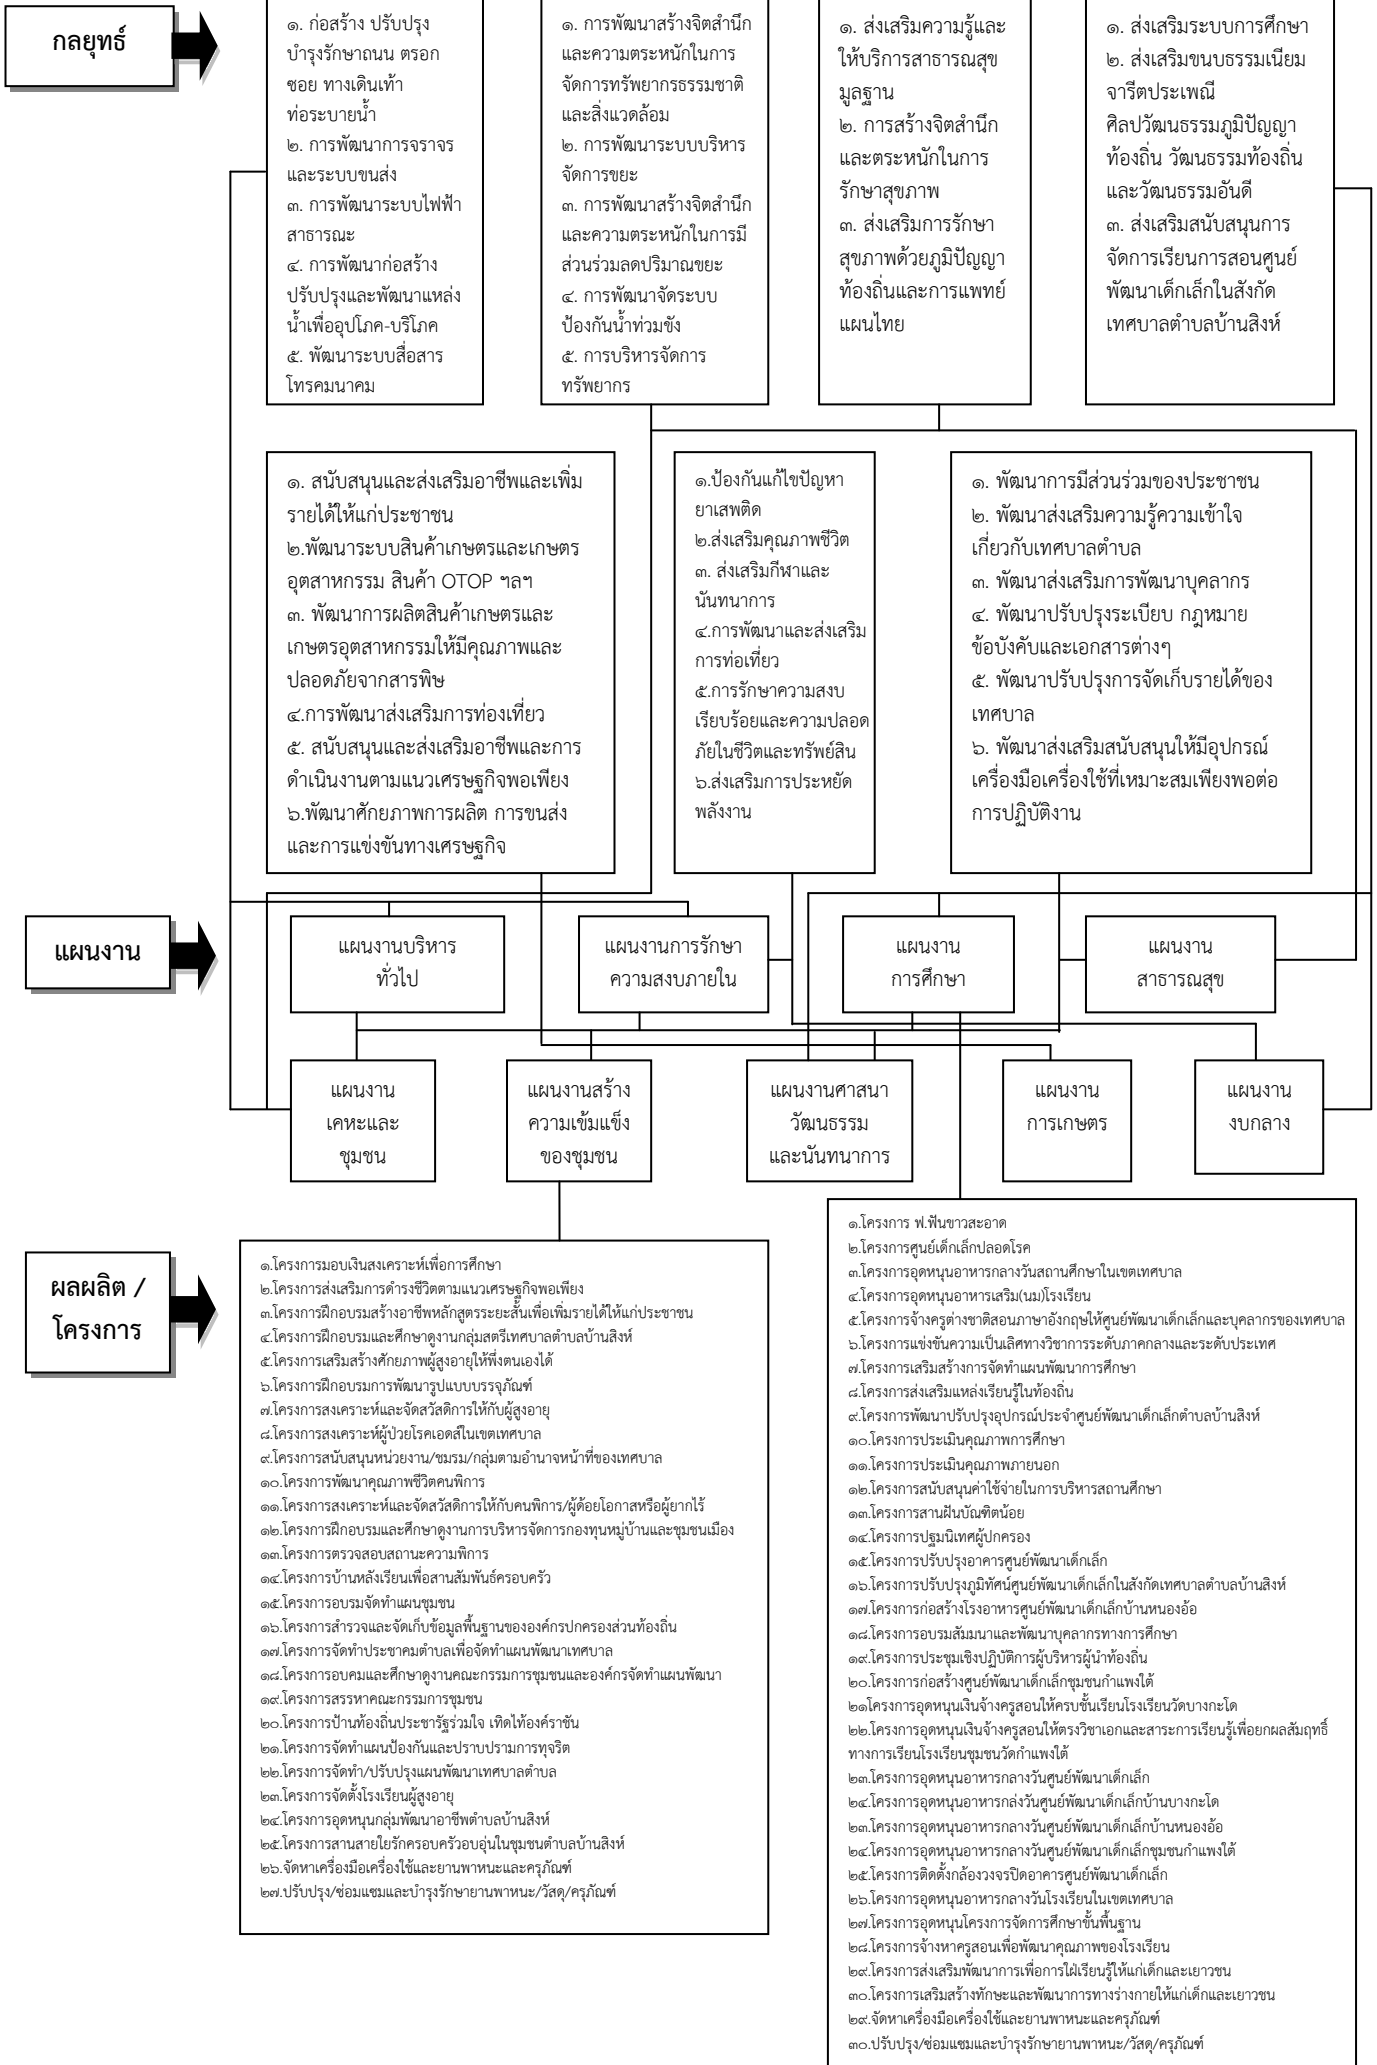 กลยุทธ์
๑. ก่อสร้าง ปรับปรุง
บำรุงรักษาถนน ตรอก
ซอย ทางเดินเท้า
ท่อระบายน้ำ
๒. การพัฒนาการจราจร
และระบบขนส่ง
๓. การพัฒนาระบบไฟฟ้า
สาธารณะ
๔. การพัฒนาก่อสร้าง
ปรับปรุงและพัฒนาแหล่ง
น้ำเพื่ออุปโภค-บริโภค
๕. พัฒนาระบบสื่อสาร
โทรคมนาคม
๑. การพัฒนาสร้างจิตสำนึก
และความตระหนักในการ
จัดการทรัพยากรธรรมชาติ
และสิ่งแวดล้อม
๒. การพัฒนาระบบบริหาร
จัดการขยะ
๓. การพัฒนาสร้างจิตสำนึก
และความตระหนักในการมี
ส่วนร่วมลดปริมาณขยะ
๔. การพัฒนาจัดระบบ
ป้องกันน้ำท่วมขัง
๕. การบริหารจัดการ
ทรัพยากร
๑. ส่งเสริมความรู้และ
ให้บริการสาธารณสุข
มูลฐาน
๒. การสร้างจิตสำนึก
และตระหนักในการ
รักษาสุขภาพ
๓. ส่งเสริมการรักษา
สุขภาพด้วยภูมิปัญญา
ท้องถิ่นและการแพทย์
แผนไทย
๑. ส่งเสริมระบบการศึกษา
๒. ส่งเสริมขนบธรรมเนียม
จารีตประเพณี
ศิลปวัฒนธรรมภูมิปัญญา
ท้องถิ่น วัฒนธรรมท้องถิ่น
และวัฒนธรรมอันดี
๓. ส่งเสริมสนับสนุนการ
จัดการเรียนการสอนศูนย์
พัฒนาเด็กเล็กในสังกัด
เทศบาลตำบลบ้านสิงห์
๑. สนับสนุนและส่งเสริมอาชีพและเพิ่ม
รายได้ให้แก่ประชาชน
๒.พัฒนาระบบสินค้าเกษตรและเกษตร
อุตสาหกรรม สินค้า OTOP ฯลฯ
๓. พัฒนาการผลิตสินค้าเกษตรและ
เกษตรอุตสาหกรรมให้มีคุณภาพและ
ปลอดภัยจากสารพิษ
๔.การพัฒนาส่งเสริมการท่องเที่ยว
๕. สนับสนุนและส่งเสริมอาชีพและการ
ดำเนินงานตามแนวเศรษฐกิจพอเพียง
๖.พัฒนาศักยภาพการผลิต การขนส่ง
และการแข่งขันทางเศรษฐกิจ
๑.ป้องกันแก้ไขปัญหา
ยาเสพติด
๒.ส่งเสริมคุณภาพชีวิต
๓. ส่งเสริมกีฬาและ
นันทนาการ
๔.การพัฒนาและส่งเสริม
การท่อเที่ยว
๕.การรักษาความสงบ
เรียบร้อยและความปลอด
ภัยในชีวิตและทรัพย์สิน
๖.ส่งเสริมการประหยัด
พลังงาน
๑. พัฒนาการมีส่วนร่วมของประชาชน
๒. พัฒนาส่งเสริมความรู้ความเข้าใจ
เกี่ยวกับเทศบาลตำบล
๓. พัฒนาส่งเสริมการพัฒนาบุคลากร
๔. พัฒนาปรับปรุงระเบียบ กฎหมาย
ข้อบังคับและเอกสารต่างๆ
๕. พัฒนาปรับปรุงการจัดเก็บรายได้ของ
เทศบาล
๖. พัฒนาส่งเสริมสนับสนุนให้มีอุปกรณ์
เครื่องมือเครื่องใช้ที่เหมาะสมเพียงพอต่อ
การปฏิบัติงาน
แผนงาน
แผนงานบริหาร
ทั่วไป
แผนงานการรักษา
ความสงบภายใน
แผนงาน
การศึกษา
แผนงาน
สาธารณสุข
แผนงาน
เคหะและ
ชุมชน
แผนงานสร้าง
ความเข้มแข็ง
ของชุมชน
แผนงานศาสนา
วัฒนธรรม
และนันทนาการ
แผนงาน
การเกษตร
แผนงาน
งบกลาง
ผลผลิต /
โครงการ
๑.โครงการมอบเงินสงเคราะห์เพื่อการศึกษา
๒.โครงการส่งเสริมการดำรงชีวิตตามแนวเศรษฐกิจพอเพียง
๓.โครงการฝึกอบรมสร้างอาชีพหลักสูตรระยะสั้นเพื่อเพิ่มรายได้ให้แก่ประชาชน
๔.โครงการฝึกอบรมและศึกษาดูงานกลุ่มสตรีเทศบาลตำบลบ้านสิงห์
๕.โครงการเสริมสร้างศักยภาพผู้สูงอายุให้พึ่งตนเองได้
๖.โครงการฝึกอบรมการพัฒนารูปแบบบรรจุภัณฑ์
๗.โครงการสงเคราะห์และจัดสวัสดิการให้กับผู้สูงอายุ
๘.โครงการสงเคราะห์ผู้ป่วยโรคเอดส์ในเขตเทศบาล
๙.โครงการสนับสนุนหน่วยงาน/ชมรม/กลุ่มตามอำนาจหน้าที่ของเทศบาล
๑๐.โครงการพัฒนาคุณภาพชีวิตคนพิการ
๑๑.โครงการสงเคราะห์และจัดสวัสดิการให้กับคนพิการ/ผู้ด้อยโอกาสหรือผู้ยากไร้
๑๒.โครงการฝึกอบรมและศึกษาดูงานการบริหารจัดการกองทุนหมู่บ้านและชุมชนเมือง
๑๓.โครงการตรวจสอบสถานะความพิการ
๑๔.โครงการบ้านหลังเรียนเพื่อสานสัมพันธ์ครอบครัว
๑๕.โครงการอบรมจัดทำแผนชุมชน
๑๖.โครงการสำรวจและจัดเก็บข้อมูลพื้นฐานขององค์กรปกครองส่วนท้องถิ่น
๑๗.โครงการจัดทำประชาคมตำบลเพื่อจัดทำแผนพัฒนาเทศบาล
๑๘.โครงการอบคมและศึกษาดูงานคณะกรรมการชุมชนและองค์กรจัดทำแผนพัฒนา
๑๙.โครงการสรรหาคณะกรรมการชุมชน
๒๐.โครงการป้านท้องถิ่นประชารัฐร่วมใจ เทิดไท้องค์ราชัน
๒๑.โครงการจัดทำแผนป้องกันและปราบปรามการทุจริต
๒๒.โครงการจัดทำ/ปรับปรุงแผนพัฒนาเทศบาลตำบล
๒๓.โครงการจัดตั้งโรงเรียนผู้สูงอายุ
๒๔.โครงการอุดหนุนกลุ่มพัฒนาอาชีพตำบลบ้านสิงห์
๒๕.โครงการสานสายใยรักครอบครัวอบอุ่นในชุมชนตำบลบ้านสิงห์
๒๖.จัดหาเครื่องมือเครื่องใช้และยานพาหนะและครุภัณฑ์
๒๗.ปรับปรุง/ซ่อมแซมและบำรุงรักษายานพาหนะ/วัสดุ/ครุภัณฑ์
๑.โครงการ ฟ.ฟันขาวสะอาด
๒.โครงการศูนย์เด็กเล็กปลอดโรค
๓.โครงการอุดหนุนอาหารกลางวันสถานศึกษาในเขตเทศบาล
๔.โครงการอุดหนุนอาหารเสริม(นม)โรงเรียน
๕.โครงการจ้างครูต่างชาติสอนภาษาอังกฤษให้ศูนย์พัฒนาเด็กเล็กและบุคลากรของเทศบาล
๖.โครงการแข่งขันความเป็นเลิศทางวิชาการระดับภาคกลางและระดับประเทศ
๗.โครงการเสริมสร้างการจัดทำแผนพัฒนาการศึกษา
๘.โครงการส่งเสริมแหล่งเรียนรู้ในท้องถิ่น
๙.โครงการพัฒนาปรับปรุงอุปกรณ์ประจำศูนย์พัฒนาเด็กเล็กตำบลบ้านสิงห์
๑๐.โครงการประเมินคุณภาพการศึกษา
๑๑.โครงการประเมินคุณภาพภายนอก
๑๒.โครงการสนับสนุนค่าใช้จ่ายในการบริหารสถานศึกษา
๑๓.โครงการสานฝันบัณฑิตน้อย
๑๔.โครงการปฐมนิเทศผู้ปกครอง
๑๕.โครงการปรับปรุงอาคารศูนย์พัฒนาเด็กเล็ก
๑๖.โครงการปรับปรุงภูมิทัศน์ศูนย์พัฒนาเด็กเล็กในสังกัดเทศบาลตำบลบ้านสิงห์
๑๗.โครงการก่อสร้างโรงอาหารศูนย์พัฒนาเด็กเล็กบ้านหนองอ้อ
๑๘.โครงการอบรมสัมมนาและพัฒนาบุคลากรทางการศึกษา
๑๙.โครงการประชุมเชิงปฏิบัติการผู้บริหารผู้นำท้องถิ่น
๒๐.โครงการก่อสร้างศูนย์พัฒนาเด็กเล็กชุมชนกำแพงใต้
๒๑โครงการอุดหนุนเงินจ้างครูสอนให้ครบชั้นเรียนโรงเรียนวัดบางกะโด
๒๒.โครงการอุดหนุนเงินจ้างครูสอนให้ตรงวิชาเอกและสาระการเรียนรู้เพื่อยกผลสัมฤทธิ์
ทางการเรียนโรงเรียนชุมชนวัดกำแพงใต้
๒๓.โครงการอุดหนุนอาหารกลางวันศูนย์พัฒนาเด็กเล็ก
๒๔.โครงการอุดหนุนอาหารกล่งวันศูนย์พัฒนาเด็กเล็กบ้านบางกะโด
๒๓.โครงการอุดหนุนอาหารกลางวันศูนย์พัฒนาเด็กเล็กบ้านหนองอ้อ
๒๔.โครงการอุดหนุนอาหารกลางวันศูนย์พัฒนาเด็กเล็กชุมชนกำแพงใต้
๒๕.โครงการติดตั้งกล้องวงจรปิดอาคารศูนย์พัฒนาเด็กเล็ก
๒๖.โครงการอุดหนุนอาหารกลางวันโรงเรียนในเขตเทศบาล
๒๗.โครงการอุดหนุนโครงการจัดการศึกษาขั้นพื้นฐาน
๒๘.โครงการจ้างหาครูสอนเพื่อพัฒนาคุณภาพของโรงเรียน
๒๙.โครงการส่งเสริมพัฒนาการเพื่อการใฝ่เรียนรู้ให้แก่เด็กและเยาวชน
๓๐.โครงการเสริมสร้างทักษะและพัฒนาการทางร่างกายให้แก่เด็กและเยาวชน
๒๙.จัดหาเครื่องมือเครื่องใช้และยานพาหนะและครุภัณฑ์
๓๐.ปรับปรุง/ซ่อมแซมและบำรุงรักษายานพาหนะ/วัสดุ/ครุภัณฑ์